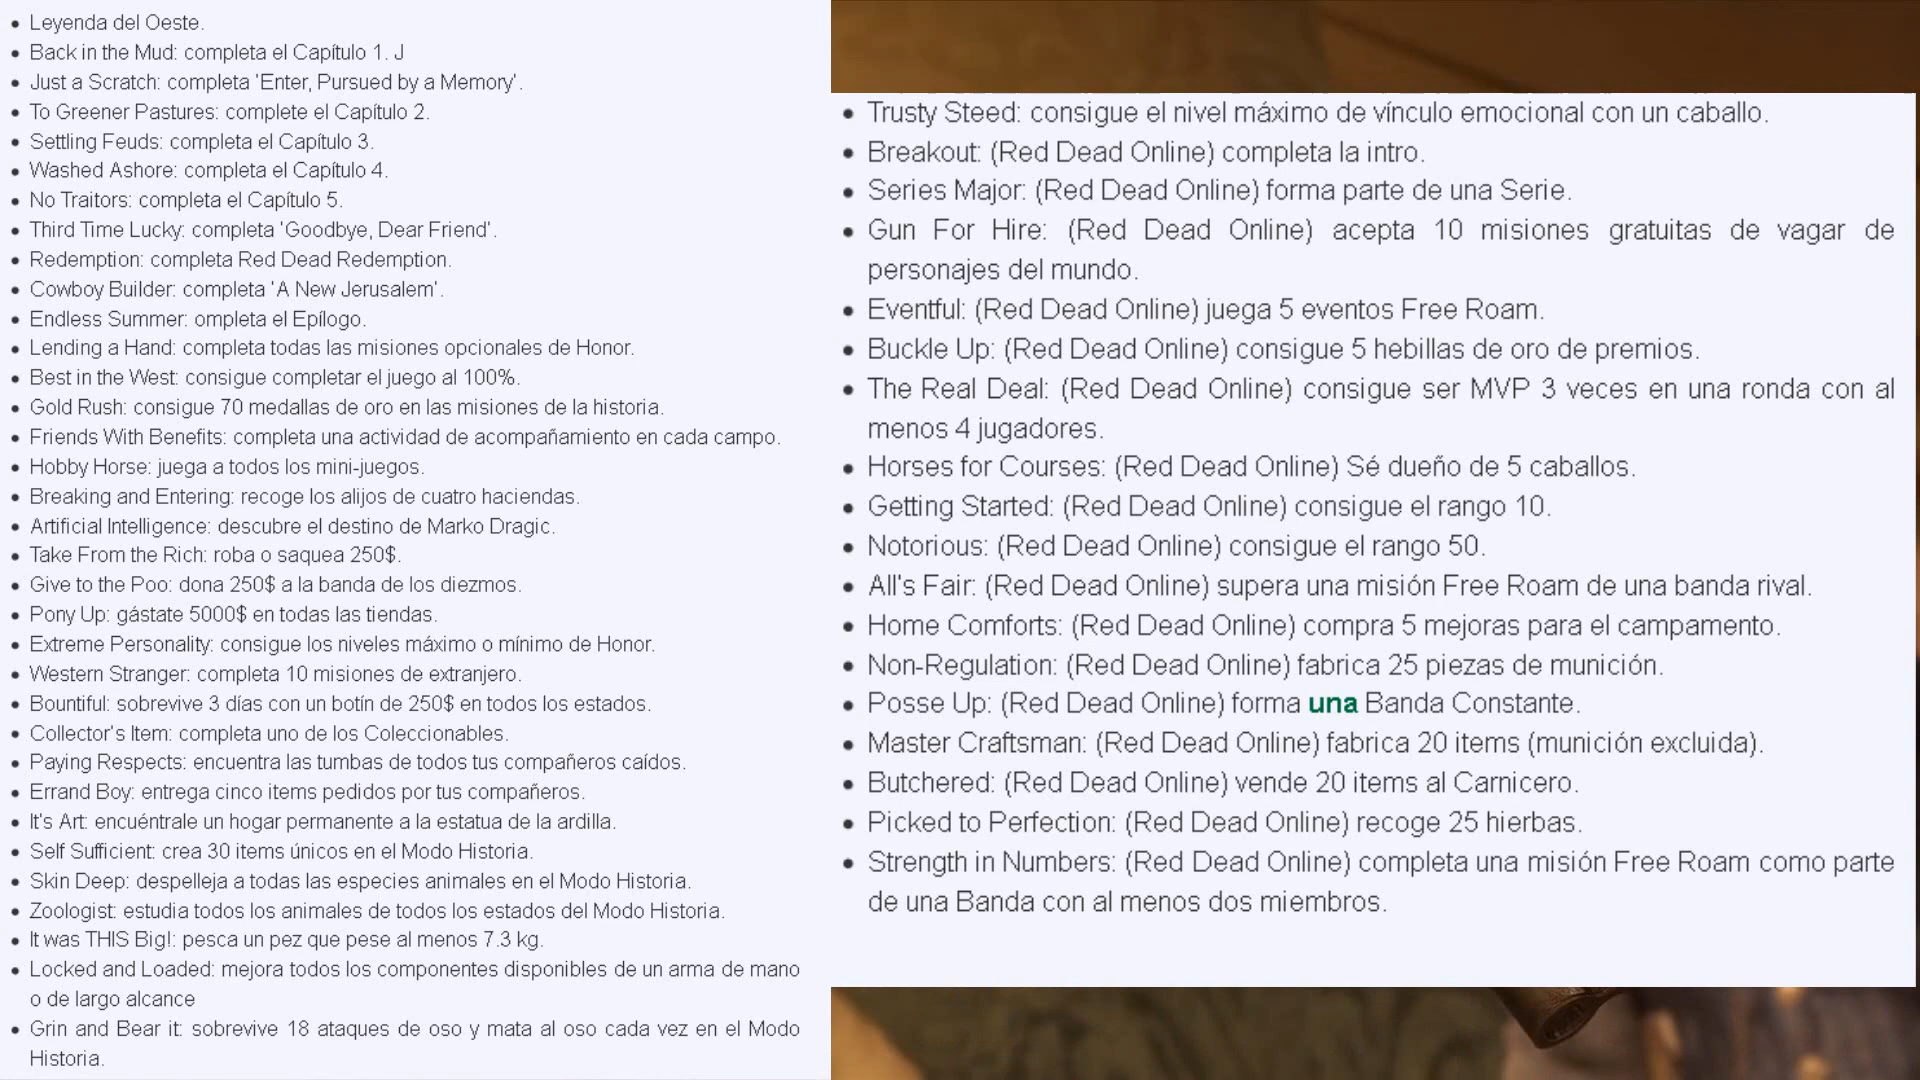 Leyenda del Oeste.
Back in the Mud: completa el Capítulo 1. J
Just a Scratch: completa 'Enter, Pursued by a Memory'.
To Greener Pastures: complete el Capítulo 2.
Settling Feuds: completa el Capítulo 3.
Washed Ashore: completa el Capítulo 4.
No Traitors: completa el Capítulo 5.
Third Time Lucky: completa 'Goodbye, Dear Friend'.
Redemption: completa Red Dead Redemption.
Cowboy Builder: completa 'A New Jerusalem'.
Endless Summer: ompleta el Epílogo.
Lending a Hand: completa todas las misiones opcionales de Honor.
Best in the West: consigue completar el juego al 100%.
Gold Rush: consigue 70 medallas de oro en las misiones de la historia.
Friends With Benefits: completa una actividad de acompañamiento en cada campo.
Hobby Horse: juega a todos los mini-juegos.
Breaking and Entering: recoge los alijos de cuatro haciendas.
Artificial Intelligence: descubre el destino de Marko Dragic.
Take From the Rich: roba o saquea 250$.
Give to the Poo: dona 250$ a la banda de los diezmos.
Pony Up: gástate 5000$ en todas las tiendas.
Extreme Personality: consigue los niveles máximo o mínimo de Honor.
Western Stranger: completa 10 misiones de extranjero.
Bountiful: sobrevive 3 días con un botín de 250$ en todos los estados.
Collector's Item: completa uno de los Coleccionables.
Paying Respects: encuentra las tumbas de todos tus compañeros caídos.
Errand Boy: entrega cinco items pedidos por tus compañeros.
It's Art: encuéntrale un hogar permanente a la estatua de la ardilla.
Self Sufficient: crea 30 items únicos en el Modo Historia.
Skin Deep: despelleja a todas las especies animales en el Modo Historia.
Zoologist: estudia todos los animales de todos los estados del Modo Historia.
It was THIS Big!: pesca un pez que pese al menos 7.3 kg.
Locked and Loaded: mejora todos los componentes disponibles de un arma de mano
o de largo alcance
Grin and Bear it: sobrevive 18 ataques de oso y mata al oso cada vez en el Modo
Historia.
Trusty Steed: consigue el nivel máximo de vínculo emocional con un caballo.
Breakout: (Red Dead Online) completa la intro.
Series Major: (Red Dead Online) forma parte de una Serie.
Gun For Hire: (Red Dead Online) acepta 10 misiones gratuitas de vagar de
personajes del mundo.
Eventful: (Red Dead Online) juega 5 eventos Free Roam.
Buckle Up: (Red Dead Online) consigue 5 hebillas de oro de premios.
The Real Deal: (Red Dead Online) consigue ser MVP 3 veces en una ronda con al
menos 4 jugadores.
Horses for Courses: (Red Dead Online) Sé dueño de 5 caballos.
Getting Started: (Red Dead Online) consigue el rango 10.
Notorious: (Red Dead Online) consigue el rango 50.
All's Fair: (Red Dead Online) supera una misión Free Roam de una banda rival.
Home Comforts: (Red Dead Online) compra 5 mejoras para el campamento.
Non-Regulation: (Red Dead Online) fabrica 25 piezas de munición.
Posse Up: (Red Dead Online) forma una Banda Constante.
Master Craftsman: (Red Dead Online) fabrica 20 items (munición excluida).
Butchered: (Red Dead Online) vende 20 items al Carnicero.
Picked to Perfection: (Red Dead Online) recoge 25 hierbas.
Strength in Numbers: (Red Dead Online) completa una misión Free Roam como parte
de una Banda con al menos dos miembros.